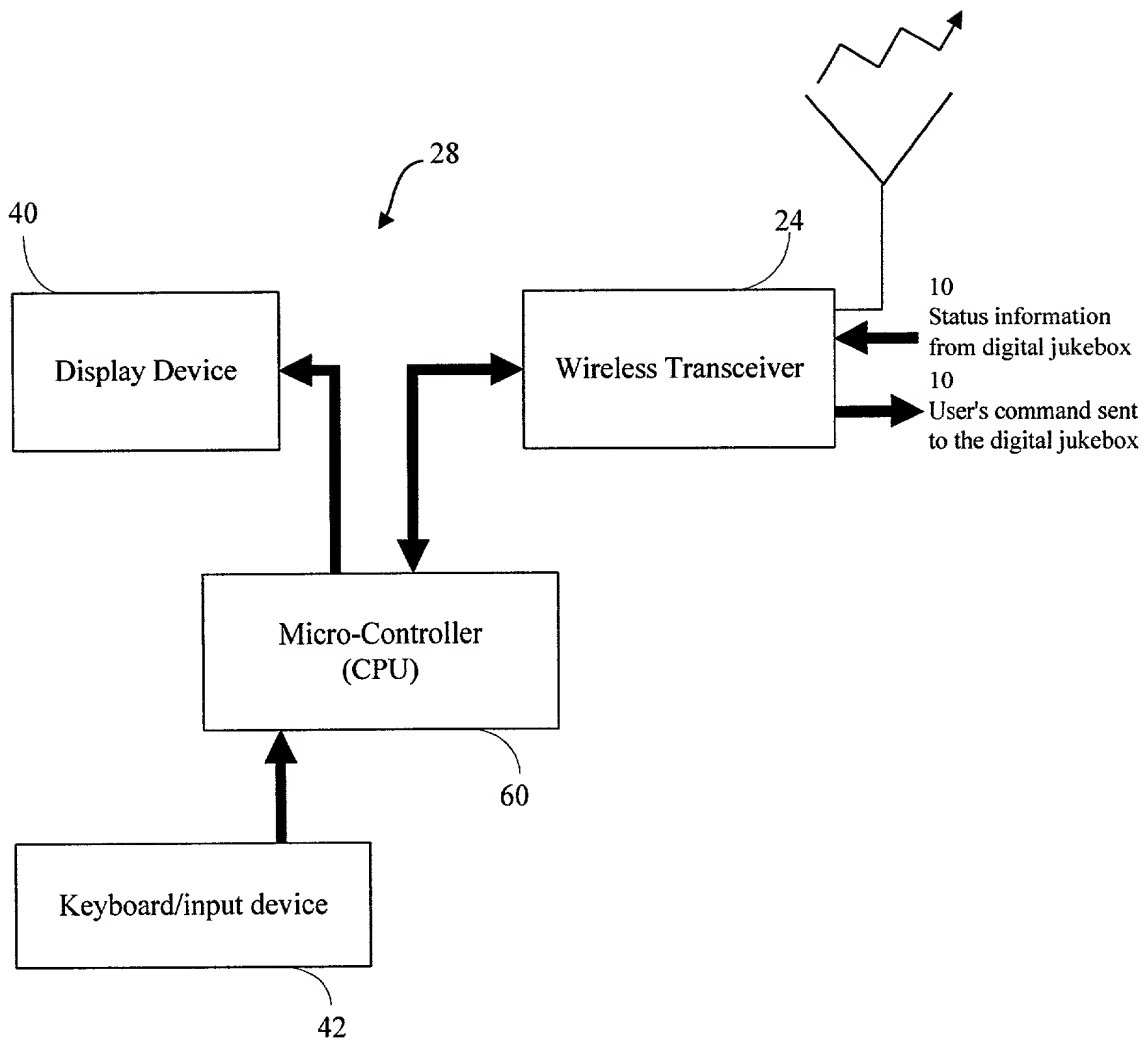 28
40
24
10
Status information
from digital jukebox
10
User's command sent
to the digital jukebox
Display Device
Wireless Transceiver
Micro-Controller
(CPU)
60
Keyboard/input device
42